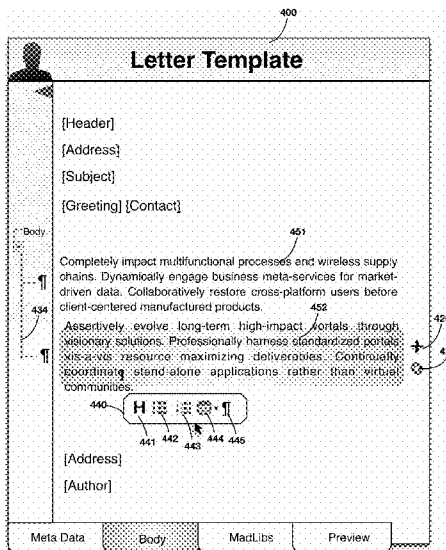 400
Letter Template
{Header]
{Address}
{Subject]
{Greeting] {Contact}
Body
451
Completely impact multifunctional processes and wireless supply
chains. Dynamically engage business meta-services for market-
driven data. Collaboratively restore cross-platform users before
client-centered manufactured products.
434
452
¶
Assertively evolve long-term high-impact portals through
visionary solutions. Professionally harness standardized portals
vis-a-vis resource maximizing deliverables. Continually
coordinate stand-alone applications rather than virtual
communities.
¶
440
H ¶
441 442 443 444 445
[Address}
{Author]
Meta Data Body MadLibs Preview